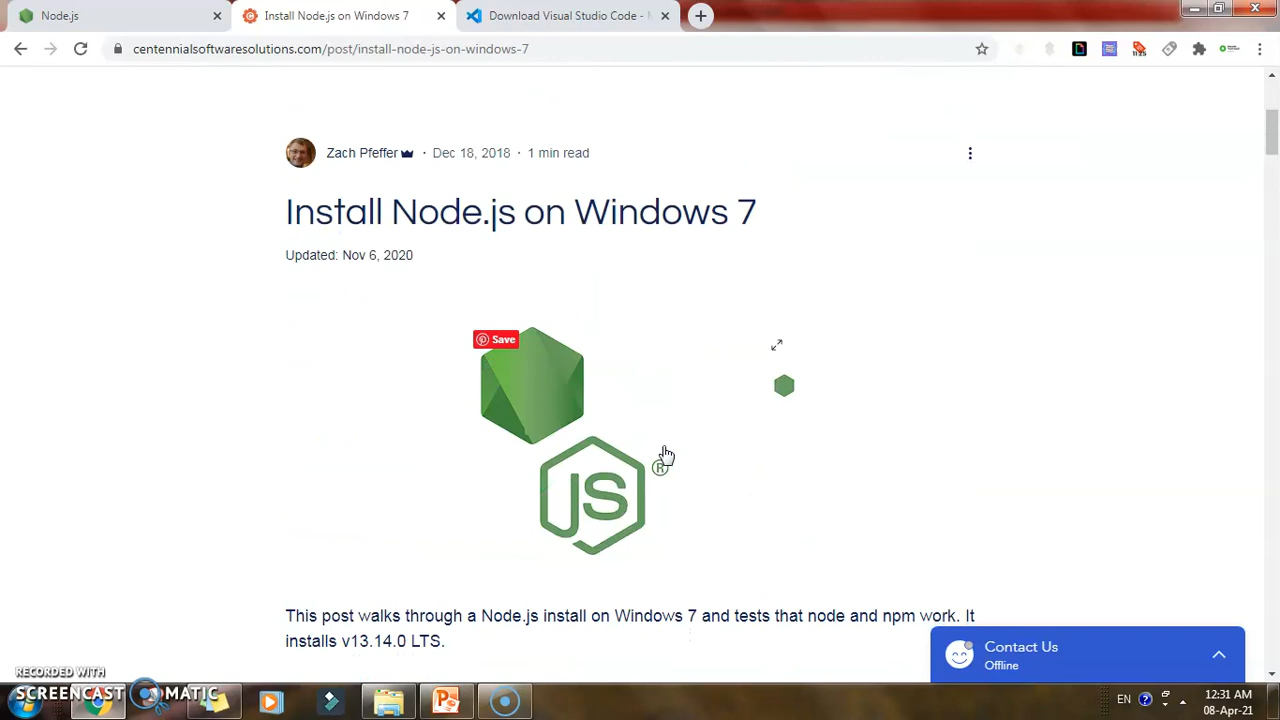 Node.js
Install Node.js on Windows 7
Download Visual Studio Code -
centennialsoftwaresolutions.com/post/install-node-js-on-windows-7
11:25
Zach Pfeffer · Dec 18, 2018 · 1 min read
Install Node.js on Windows 7
Updated: Nov 6, 2020
Save
JS
®
This post walks through a Node.js install on Windows 7 and tests that node and npm work. It
installs v13.14.0 LTS.
Contact Us
Offline
RECORDED WITH
SCREENCAST MATIC
EN
12:31 AM
08-Apr-21